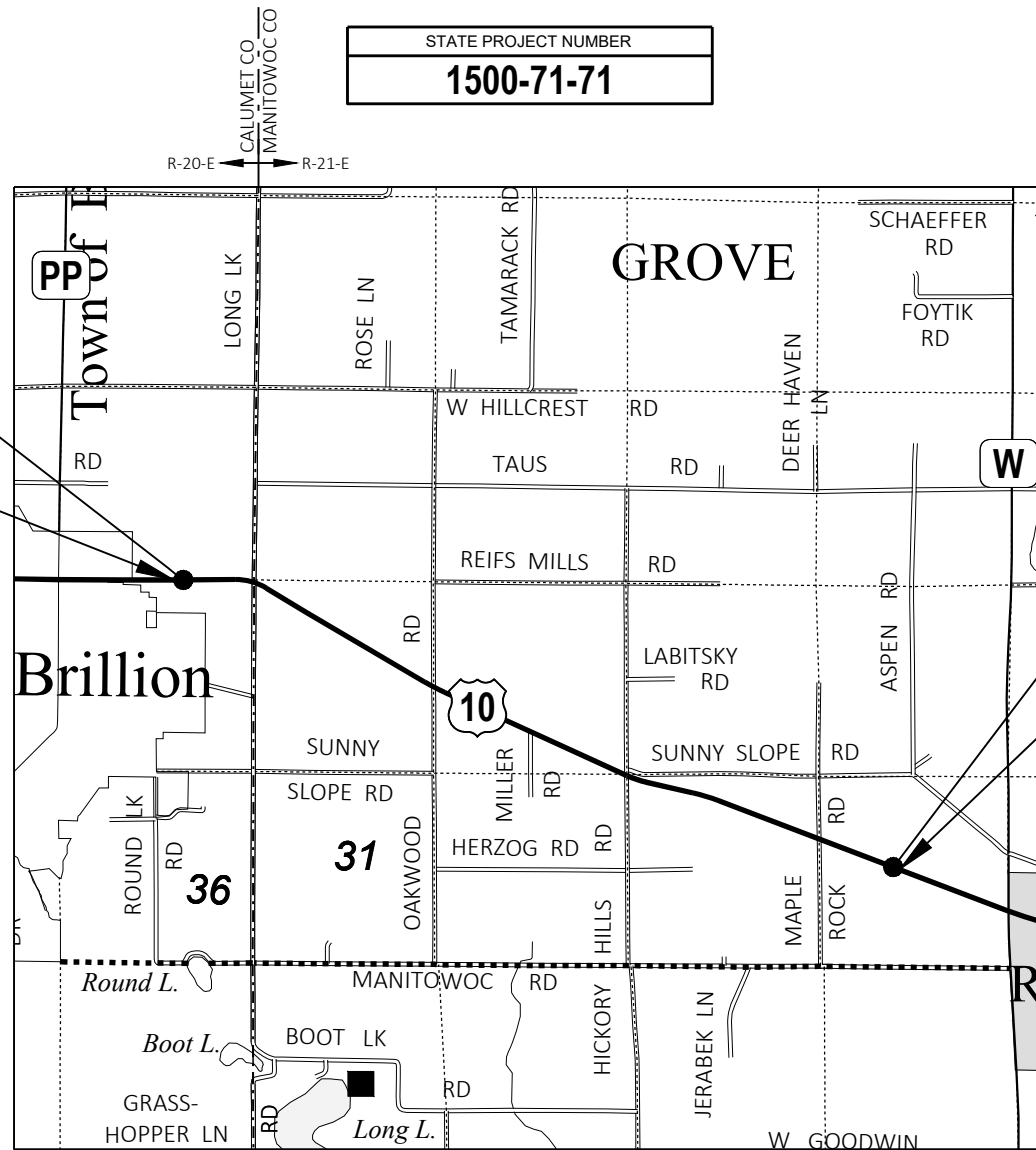 STATE PROJECT NUMBER
1500-71-71
CALUMET CO
MANITOWOC CO
R-20-E
R-21-E
Town of
PP
LONG LK
ROSE LN
TAMARACK RD
GROVE
SCHAEFFER
RD
FOYTIK
RD
DEER HAVEN
LN
W HILLCREST RD
RD
TAUS RD
W
REIFS MILLS RD
RD
ASPEN RD
LABITSKY
RD
Brillion
10
SUNNY
SLOPE RD
MILLER
RD
SUNNY SLOPE RD
ROUND LK
RD
36
31
OAKWOOD
HERZOG RD
RD
HILLS
HICKORY
MAPLE
ROCK
RD
Round L.
MANITOWOC RD
R
Boot L.
BOOT LK
RD
JERABEK LN
GRASS-
HOPPER LN
RD
Long L.
W GOODWIN